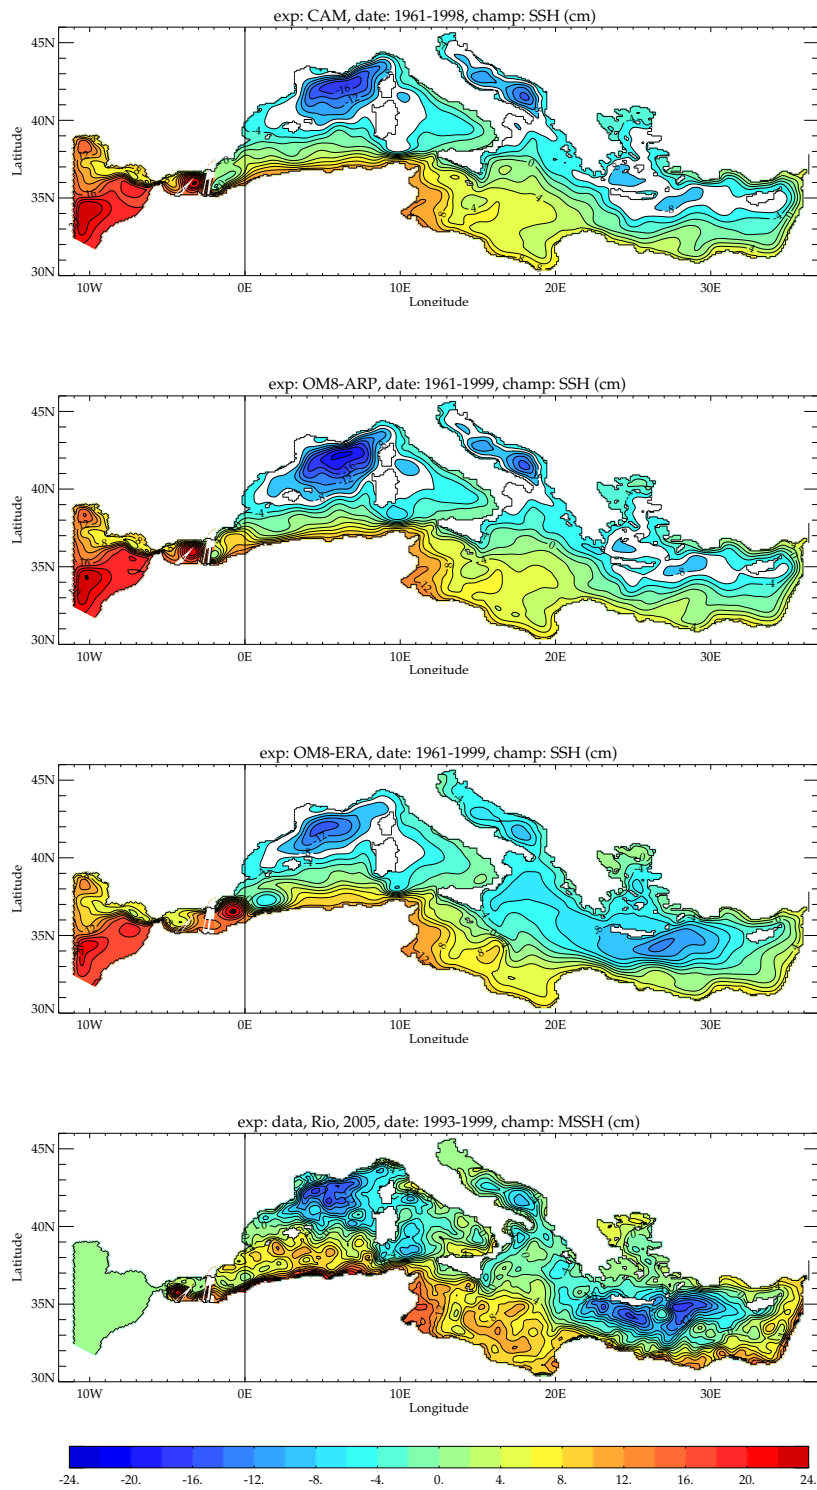 exp: CAM, date: 1961-1998, champ: SSH (cm)
45N
40N
35N
30N
Latitude
10W 0E 10E 20E 30E
Longitude
exp: OM8-ARP, date: 1961-1999, champ: SSH (cm)
45N
40N
35N
30N
Latitude
10W 0E 10E 20E 30E
Longitude
exp: OM8-ERA, date: 1961-1999, champ: SSH (cm)
45N
40N
35N
30N
Latitude
10W 0E 10E 20E 30E
Longitude
exp: data, Rio, 2005, date: 1993-1999, champ: MSSH (cm)
45N
40N
35N
30N
Latitude
10W 0E 10E 20E 30E
Longitude
-24. -20. -16. -12. -8. -4. 0. 4. 8. 12. 16. 20. 24.